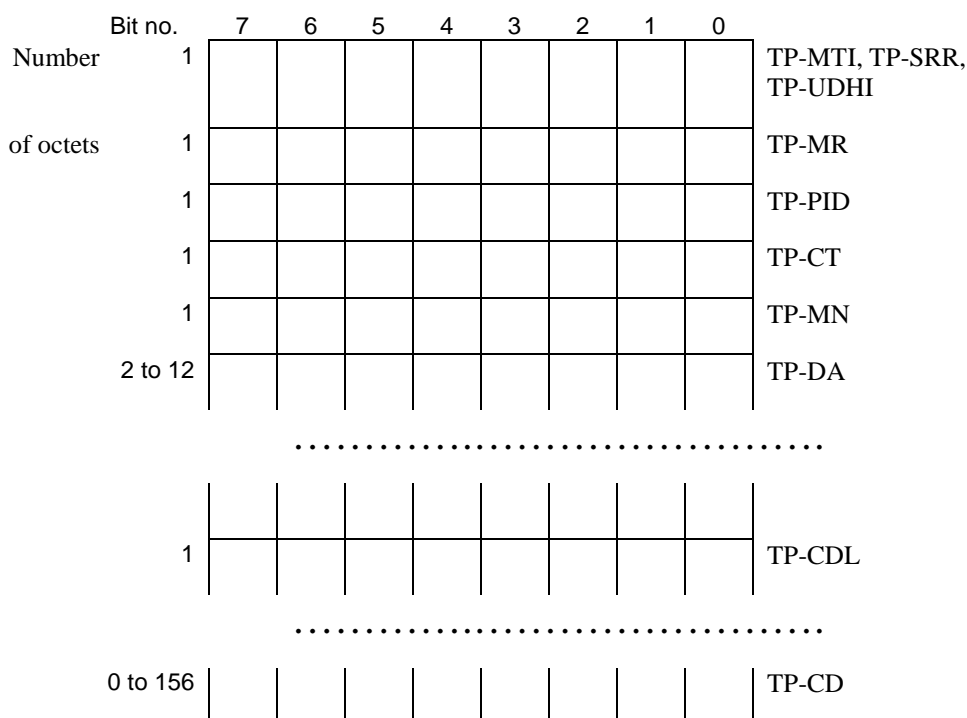 Bit no. 7 6 5 4 3 2 1 0
Number 1 TP-MTI, TP-SRR,
TP-UDHI
of octets 1 TP-MR
1 TP-PID
1 TP-CT
1 TP-MN
2 to 12 TP-DA
1 TP-CDL
0 to 156 TP-CD